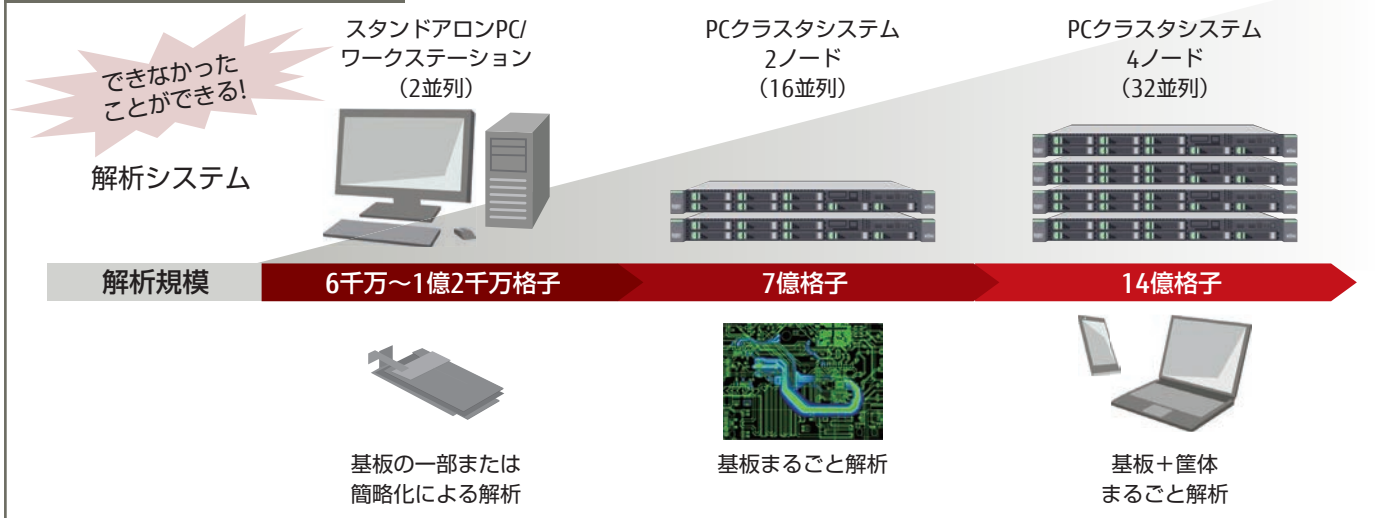 できなかった
ことができる!
解析システム
スタンドアロンPC/
ワークステーション
（2並列）
PCクラスタシステム
2ノード
（16並列）
PCクラスタシステム
4ノード
（32並列）
解析規模
6千万～1億2千万格子
7億格子
14億格子
基板の一部または
簡略化による解析
基板まるごと解析
基板＋筐体
まるごと解析